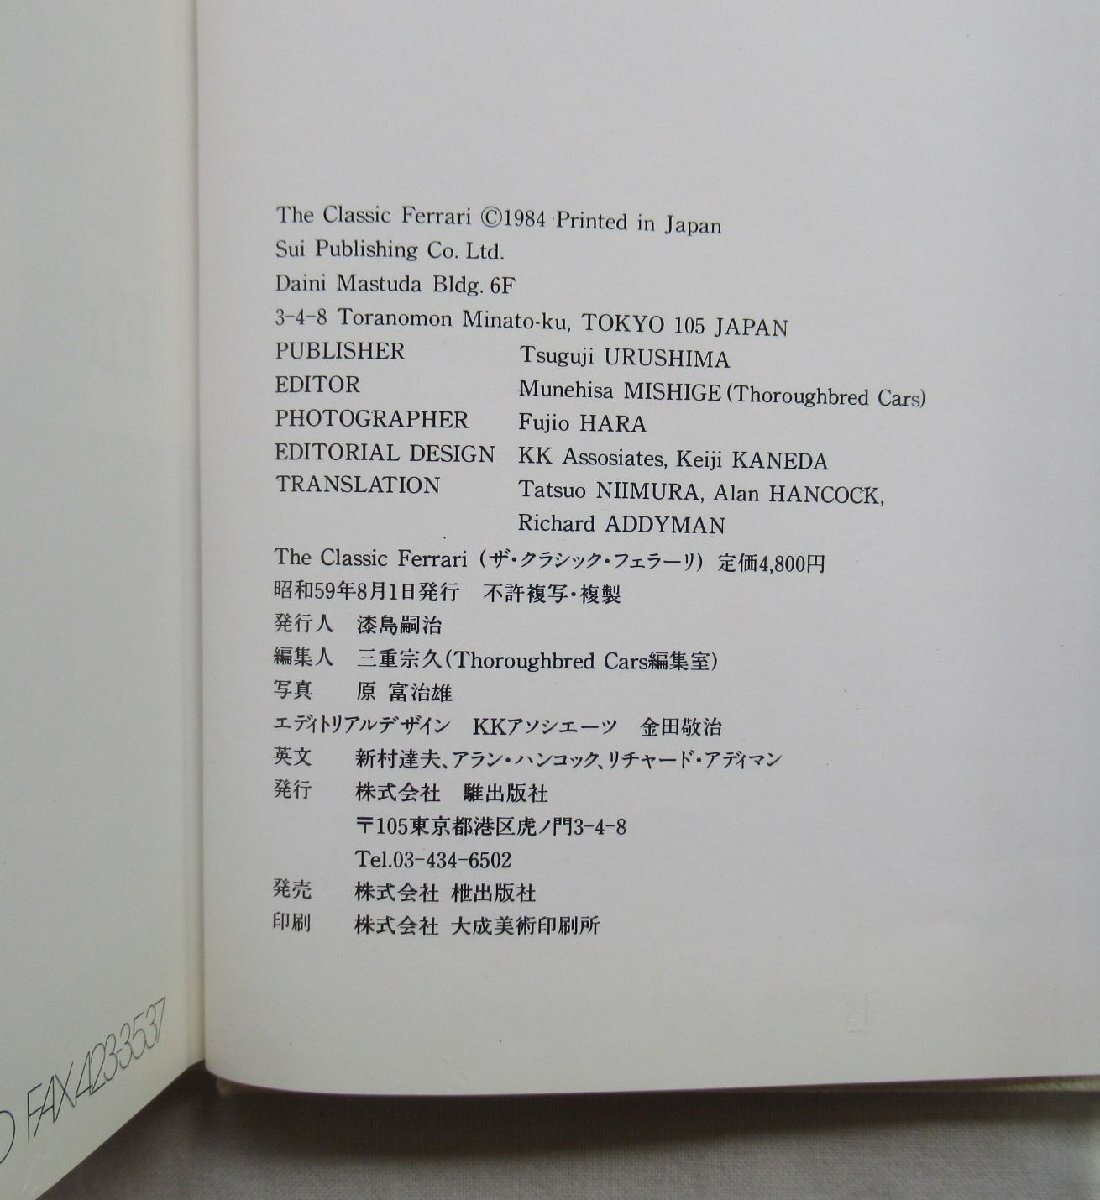 The Classic Ferrari ©1984 Printed in Japan
Sui Publishing Co. Ltd.
Daini Mastuda Bldg. 6F
3-4-8 Toranomon Minato-ku, TOKYO 105 JAPAN
PUBLISHER Tsuguji URUSHIMA
EDITOR Munehisa MISHIGE (Thoroughbred Cars)
PHOTOGRAPHER Fujio HARA
EDITORIAL DESIGN KK Assosiates, Keiji KANEDA
TRANSLATION Tatsuo NIIMURA, Alan HANCOCK,
Richard ADDYMAN
The Classic Ferrari (ザ・クラシック・フェラーリ) 定価4,800円
昭和59年8月1日発行 不許複写・複製
発行人 漆島嗣治
編集人 三重宗久(Thoroughbred Cars編集室)
写真 原 富治雄
エディトリアルデザイン KKアソシエーツ 金田敬治
英文 新村達夫、アラン・ハンコック、リチャード・アディマン
発行 株式会社 騅出版社
〒105東京都港区虎ノ門3-4-8
Tel.03-434-6502
発売 株式会社 枻出版社
印刷 株式会社 大成美術印刷所
FAX 423-3537